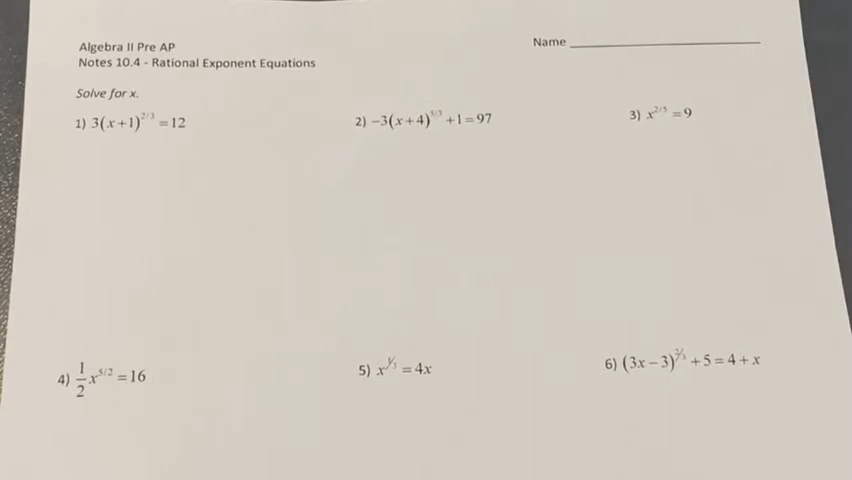 Algebra II Pre AP
Name
Notes 10.4 - Rational Exponent Equations
Solve for x.
1) 3(x+1)^{2/3} = 12
2) −3(x+4)^{5/3} +1 = 97
3) x^{2/5} = 9
4) \frac{1}{2}x^{5/2} = 16
5) x^{1/3} = 4x
6) (3x−3)^{2/3} + 5 = 4 + x